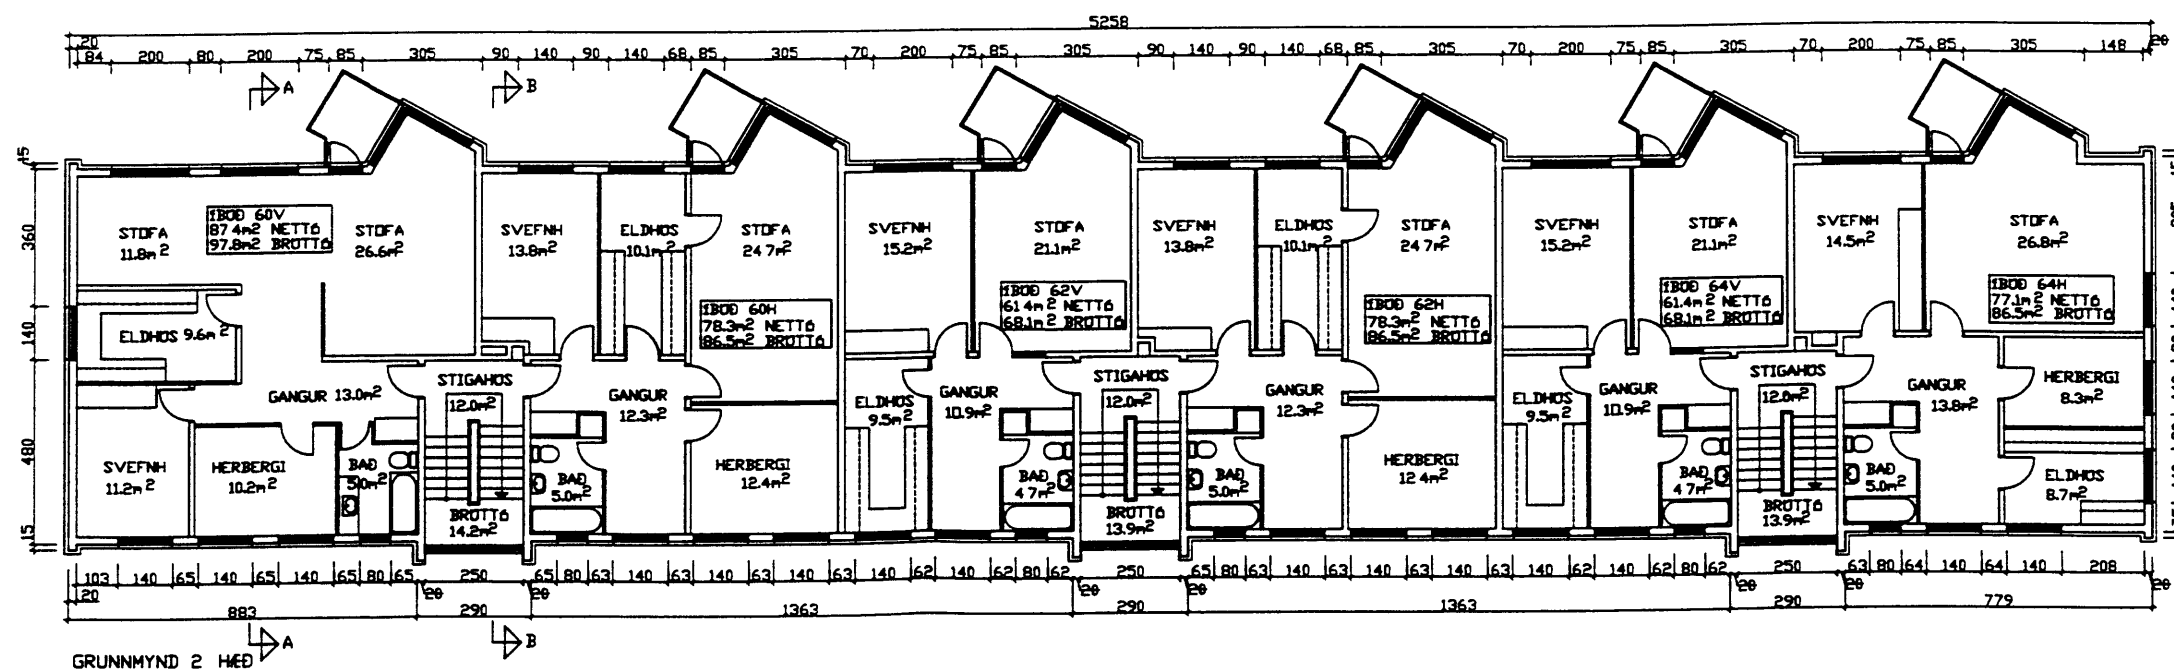 5258
20
84 200 80 200 75 85 305 90 140 90 140 68 85 305 70 200 75 85 305 90 140 90 140 68 85 305 70 200 75 85 305 70 200 75 85 305 148 20
A
B
15
360
140
480
15
STOFA
11.8m2
ÍBÚÐ 60V
87.4m2 NETTÓ
97.8m2 BRÚTTÓ
STOFA
26.6m2
SVEFNH
13.8m2
ELDHÚS
10.1m2
STOFA
24.7m2
ÍBÚÐ 60H
78.3m2 NETTÓ
86.5m2 BRÚTTÓ
SVEFNH
15.2m2
STOFA
21.1m2
ÍBÚÐ 62V
61.4m2 NETTÓ
68.1m2 BRÚTTÓ
SVEFNH
13.8m2
ELDHÚS
10.1m2
STOFA
24.7m2
ÍBÚÐ 62H
78.3m2 NETTÓ
86.5m2 BRÚTTÓ
SVEFNH
15.2m2
STOFA
21.1m2
ÍBÚÐ 64V
61.4m2 NETTÓ
68.1m2 BRÚTTÓ
SVEFNH
14.5m2
STOFA
26.8m2
ÍBÚÐ 64H
77.1m2 NETTÓ
86.5m2 BRÚTTÓ
ELDHÚS 9.6m2
GANGUR 13.0m2
SVEFNH
11.2m2
HERBERGI
10.2m2
BAÐ
5.0m2
STIGAHÚS
12.0m2
BRÚTTÓ
14.2m2
BAÐ
5.0m2
GANGUR
12.3m2
HERBERGI
12.4m2
ELDHÚS
9.5m2
GANGUR
10.9m2
BAÐ
4.7m2
STIGAHÚS
12.0m2
BRÚTTÓ
13.9m2
BAÐ
5.0m2
GANGUR
12.3m2
HERBERGI
12.4m2
ELDHÚS
9.5m2
GANGUR
10.9m2
BAÐ
4.7m2
STIGAHÚS
12.0m2
BRÚTTÓ
13.9m2
BAÐ
5.0m2
GANGUR
13.8m2
HERBERGI
8.3m2
ELDHÚS
8.7m2
103 140 65 140 65 140 65 80 65 250 65 80 63 140 63 140 63 140 63 140 62 140 62 80 62 250 65 80 63 140 63 140 63 140 63 140 62 140 62 80 62 250 63 80 64 140 64 140 208
20 20 20 20 20 20 20 20
883 290 1363 290 1363 290 779
A
B
GRUNNMYND 2 HÆÐ